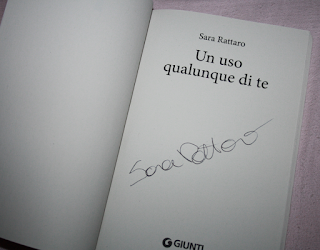 Sara Rattaro
Un uso
qualunque di te
Sara Rattaro
GIUNTI